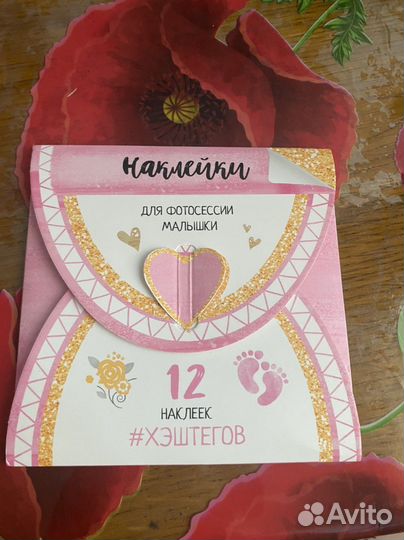 Наклейки
ДЛЯ ФОТОСЕССИИ
МАЛЫШКИ
12
НАКЛЕЕК
#ХЭШТЕГОВ
Avito